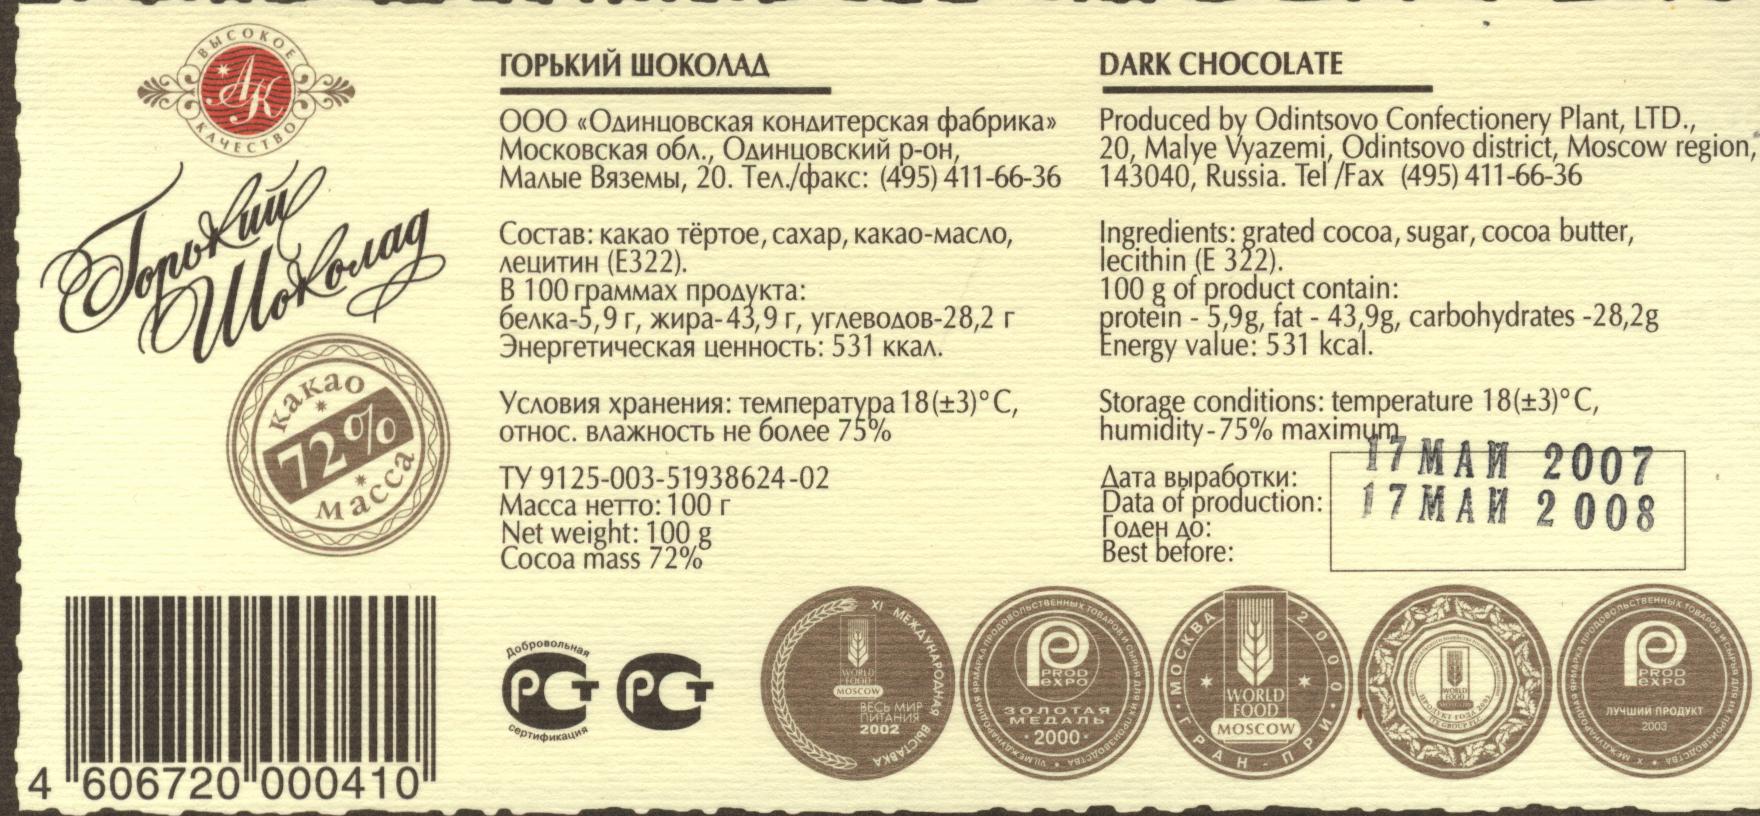 ВЫСОКОЕ
АК
КАЧЕСТВО
Горький
Шоколад
какао
72%
масса
4 606720 000410
ГОРЬКИЙ ШОКОЛАД
ООО «Одинцовская кондитерская фабрика»
Московская обл., Одинцовский р-он,
Малые Вяземы, 20. Тел./факс: (495) 411-66-36
Состав: какао тёртое, сахар, какао-масло,
лецитин (Е322).
В 100 граммах продукта:
белка-5,9 г, жира-43,9 г, углеводов-28,2 г
Энергетическая ценность: 531 ккал.
Условия хранения: температура 18(±3)°С,
относ. влажность не более 75%
ТУ 9125-003-51938624-02
Масса нетто: 100 г
Net weight: 100 g
Cocoa mass 72%
DARK CHOCOLATE
Produced by Odintsovo Confectionery Plant, LTD.,
20, Malye Vyazemi, Odintsovo district, Moscow region,
143040, Russia. Tel /Fax (495) 411-66-36
Ingredients: grated cocoa, sugar, cocoa butter,
lecithin (E 322).
100 g of product contain:
protein - 5,9g, fat - 43,9g, carbohydrates -28,2g
Energy value: 531 kcal.
Storage conditions: temperature 18(±3)°C,
humidity-75% maximum
Дата выработки:
Data of production:
Годен до:
Best before:
17 МАЙ 2007
17 МАЙ 2008
Добровольная
РСТ
сертификация
РСТ
XI МЕЖДУНАРОДНАЯ ВЫСТАВКА
WORLD
FOOD
MOSCOW
ВЕСЬ МИР
ПИТАНИЯ
2002
PROD
EXPO
ЗОЛОТАЯ
МЕДАЛЬ
·2000·
МОСКВА 2000
WORLD
FOOD
MOSCOW
ГРАН-ПРИ
WORLD
FOOD
MOSCOW
PROD
EXPO
ЛУЧШИЙ ПРОДУКТ
2003